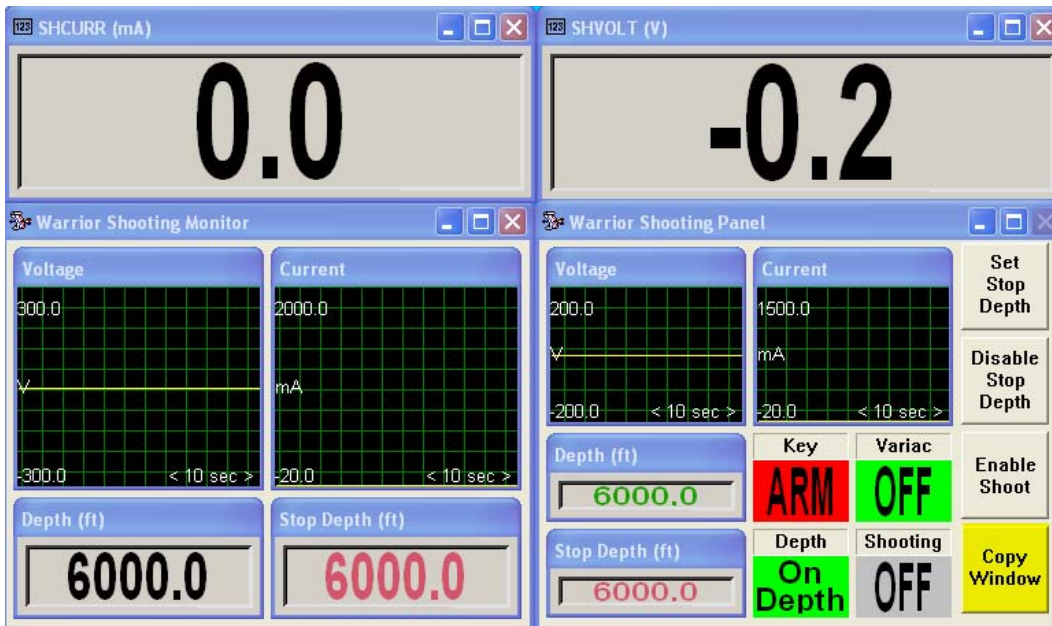 123 SHCURR (mA)
0.0
123 SHVOLT (V)
-0.2
Warrior Shooting Monitor
Voltage
300.0
V
-300.0
< 10 sec >
Current
2000.0
mA
-20.0
< 10 sec >
Depth (ft)
6000.0
Stop Depth (ft)
6000.0
Warrior Shooting Panel
Voltage
200.0
V
-200.0
< 10 sec >
Current
1500.0
mA
-20.0
< 10 sec >
Depth (ft)
6000.0
Stop Depth (ft)
6000.0
Key
ARM
Variac
OFF
Depth
On
Depth
Shooting
OFF
Set
Stop
Depth
Disable
Stop
Depth
Enable
Shoot
Copy
Window